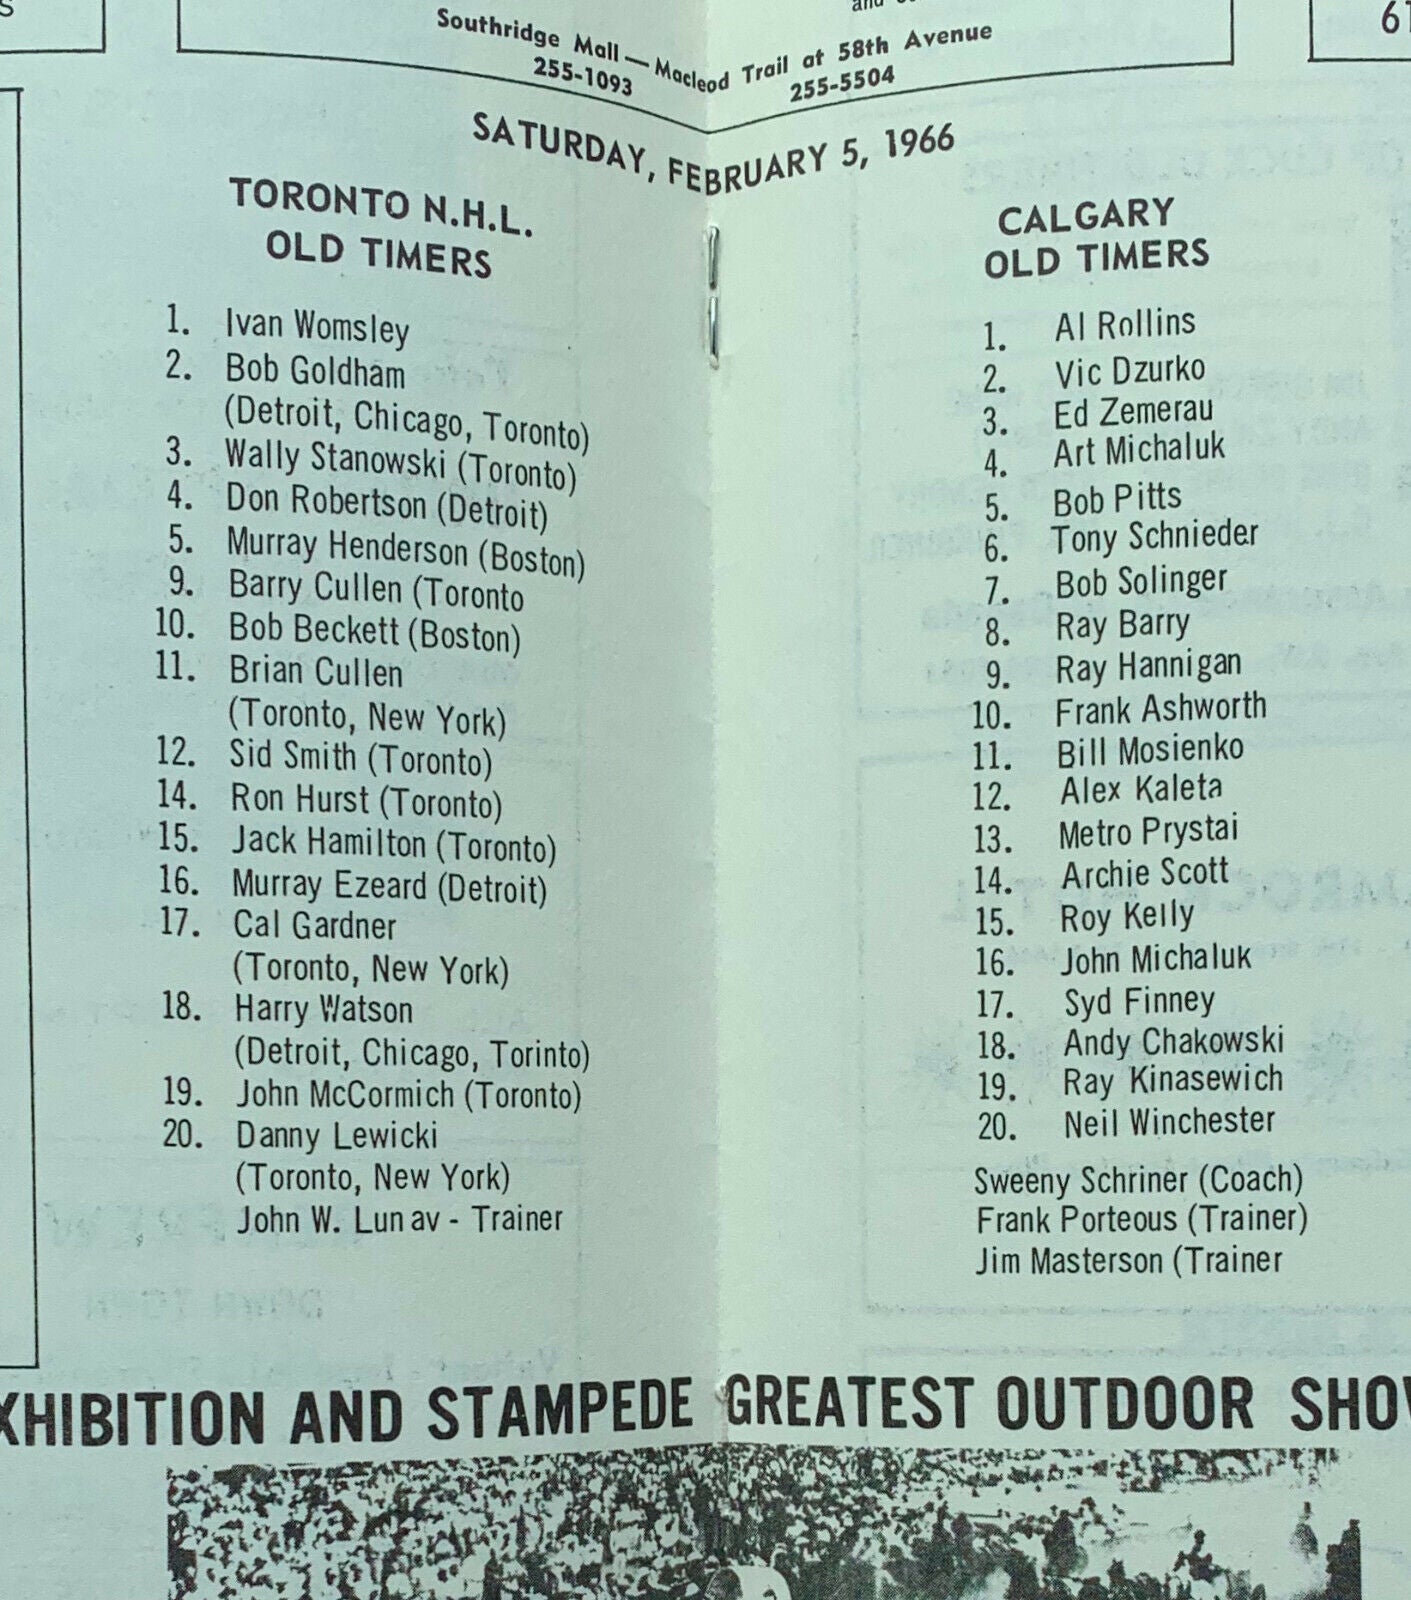 Southridge Mall — Macleod Trail at 58th Avenue
255-1093 255-5504
SATURDAY, FEBRUARY 5, 1966
TORONTO N.H.L.
OLD TIMERS
1. Ivan Womsley
2. Bob Goldham
(Detroit, Chicago, Toronto)
3. Wally Stanowski (Toronto)
4. Don Robertson (Detroit)
5. Murray Henderson (Boston)
9. Barry Cullen (Toronto
10. Bob Beckett (Boston)
11. Brian Cullen
(Toronto, New York)
12. Sid Smith (Toronto)
14. Ron Hurst (Toronto)
15. Jack Hamilton (Toronto)
16. Murray Ezeard (Detroit)
17. Cal Gardner
(Toronto, New York)
18. Harry Watson
(Detroit, Chicago, Torinto)
19. John McCormich (Toronto)
20. Danny Lewicki
(Toronto, New York)
John W. Lunav - Trainer
CALGARY
OLD TIMERS
1. Al Rollins
2. Vic Dzurko
3. Ed Zemerau
4. Art Michaluk
5. Bob Pitts
6. Tony Schnieder
7. Bob Solinger
8. Ray Barry
9. Ray Hannigan
10. Frank Ashworth
11. Bill Mosienko
12. Alex Kaleta
13. Metro Prystai
14. Archie Scott
15. Roy Kelly
16. John Michaluk
17. Syd Finney
18. Andy Chakowski
19. Ray Kinasewich
20. Neil Winchester
Sweeny Schriner (Coach)
Frank Porteous (Trainer)
Jim Masterson (Trainer
XHIBITION AND STAMPEDE GREATEST OUTDOOR SHO